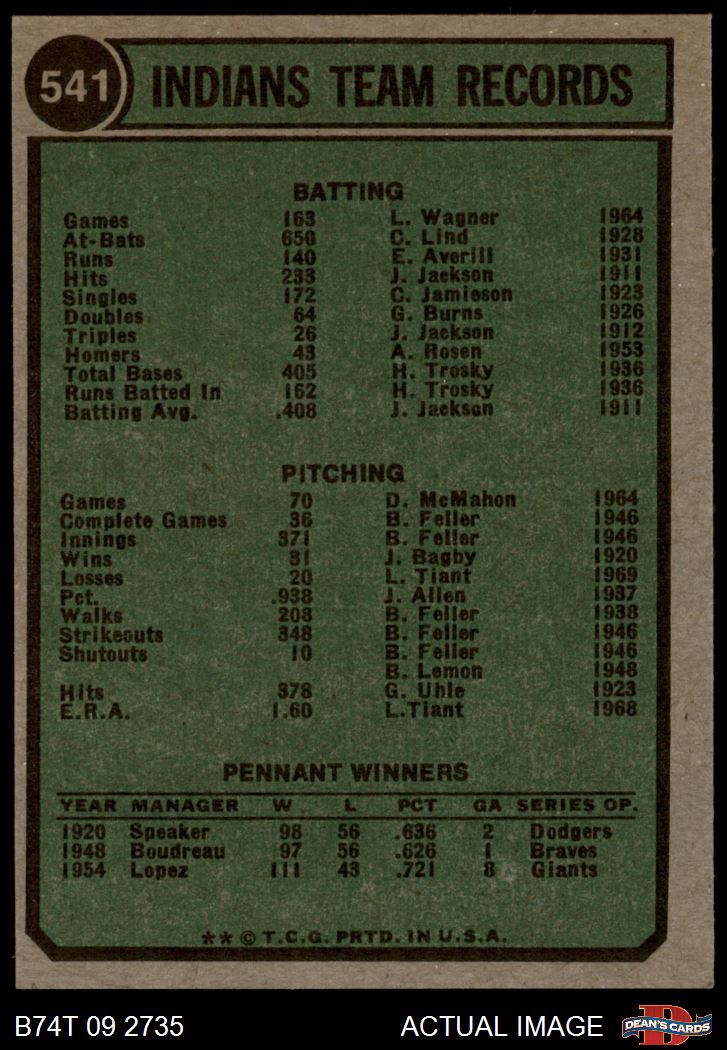 541 INDIANS TEAM RECORDS
BATTING
Games 163 L. Wagner 1964
At-Bats 650 C. Lind 1928
Runs 140 E. Averill 1931
Hits 233 J. Jackson 1911
Singles 172 C. Jamieson 1923
Doubles 64 G. Burns 1926
Triples 26 J. Jackson 1912
Homers 43 A. Rosen 1953
Total Bases 405 H. Trosky 1936
Runs Batted In 162 H. Trosky 1936
Batting Avg. .408 J. Jackson 1911
PITCHING
Games 70 D. McMahon 1964
Complete Games 36 B. Feller 1946
Innings 371 B. Feller 1946
Wins 31 J. Bagby 1920
Losses 20 L. Tiant 1969
Pct. .938 J. Allen 1937
Walks 208 B. Feller 1938
Strikeouts 348 B. Feller 1946
Shutouts 10 B. Feller 1946
B. Lemon 1948
Hits 378 G. Uhle 1923
E.R.A. 1.60 L.Tiant 1968
PENNANT WINNERS
YEAR MANAGER W L PCT GA SERIES OP.
1920 Speaker 98 56 .636 2 Dodgers
1948 Boudreau 97 56 .626 1 Braves
1954 Lopez 111 43 .721 8 Giants
** © T.C.G. PRTD. IN U.S.A.
B74T 09 2735 ACTUAL IMAGE D DEAN'S CARDS